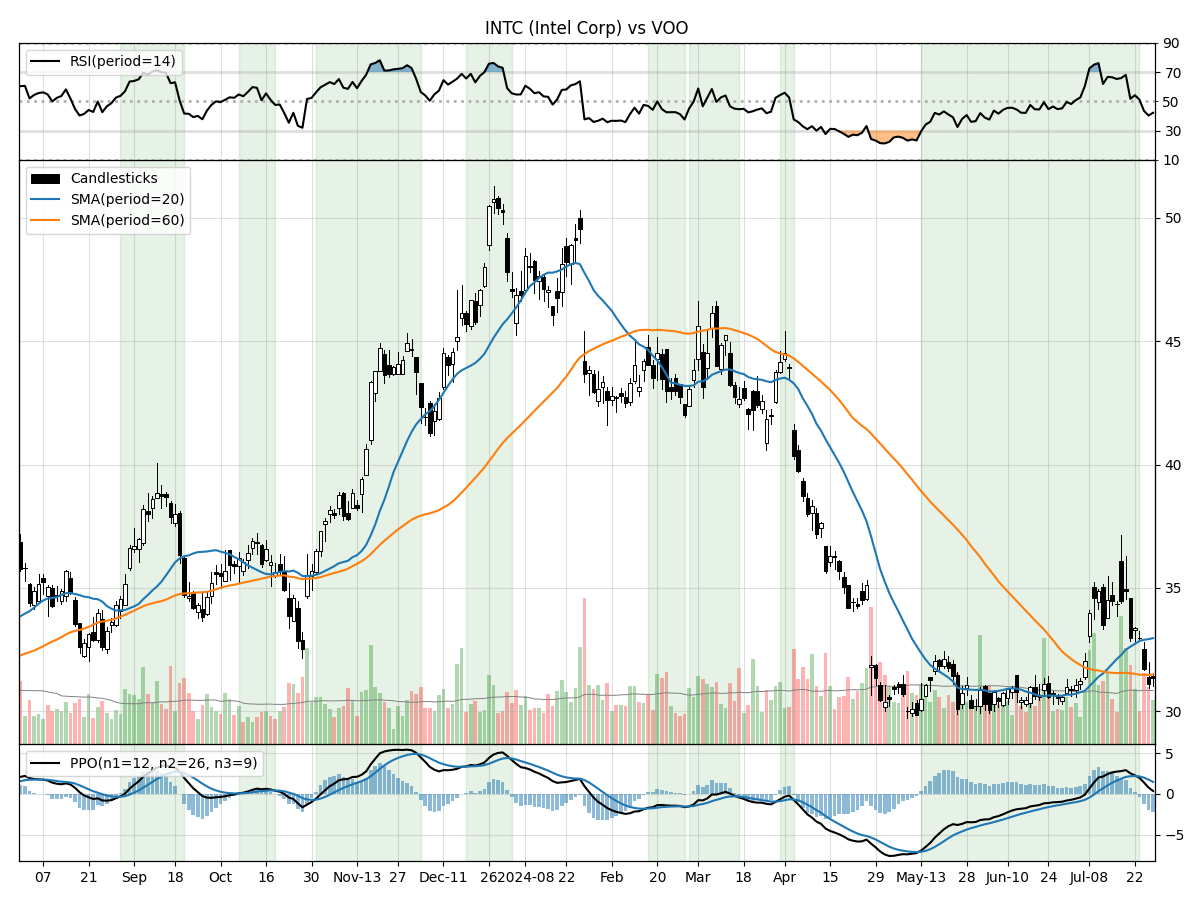 INTC (Intel Corp) vs VOO
RSI(period=14)
90
70
50
30
10
Candlesticks
SMA(period=20)
SMA(period=60)
50
45
40
35
30
PPO(n1=12, n2=26, n3=9)
5
0
−5
07 21 Sep 18 Oct 16 30 Nov-13 27 Dec-11 26 2024-08 22 Feb 20 Mar 18 Apr 15 29 May-13 28 Jun-10 24 Jul-08 22